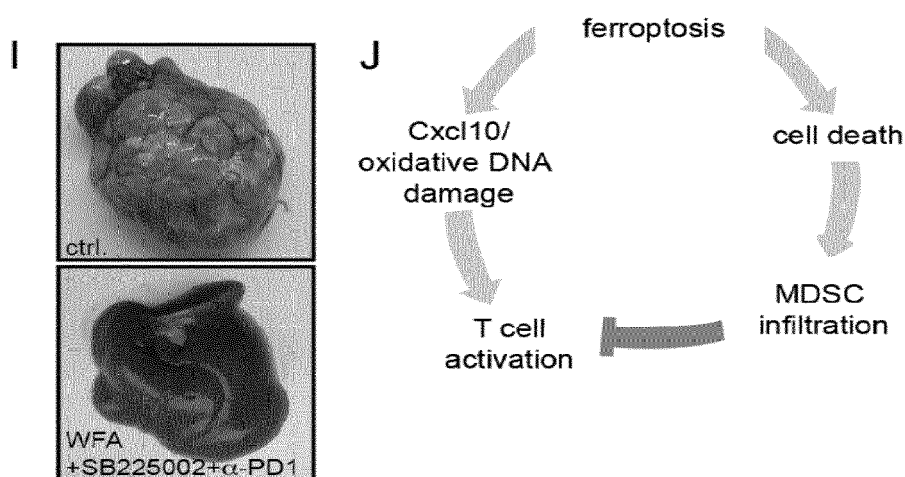 I
ctrl.
WFA
+SB225002+α-PD1
J
ferroptosis
Cxcl10/
oxidative DNA
damage
cell death
T cell
activation
MDSC
infiltration